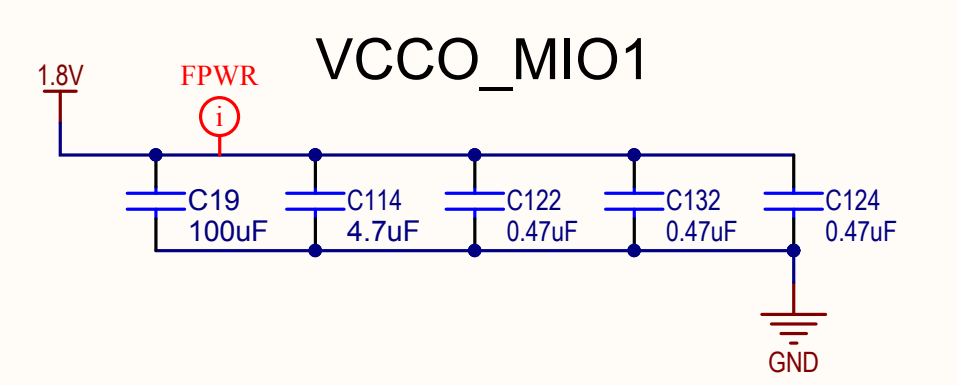 VCCO_MIO1
1.8V
FPWR
i
C19
100uF
C114
4.7uF
C122
0.47uF
C132
0.47uF
C124
0.47uF
GND